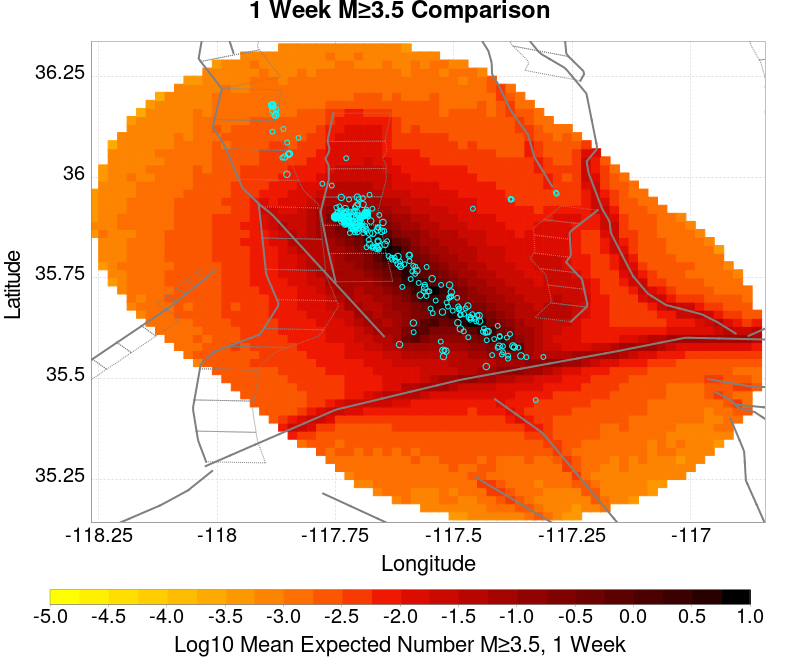 1 Week M≥3.5 Comparison
36.25
36
35.75
35.5
35.25
Latitude
-118.25 -118 -117.75 -117.5 -117.25 -117
Longitude
-5.0 -4.5 -4.0 -3.5 -3.0 -2.5 -2.0 -1.5 -1.0 -0.5 0.0 0.5 1.0
Log10 Mean Expected Number M≥3.5, 1 Week